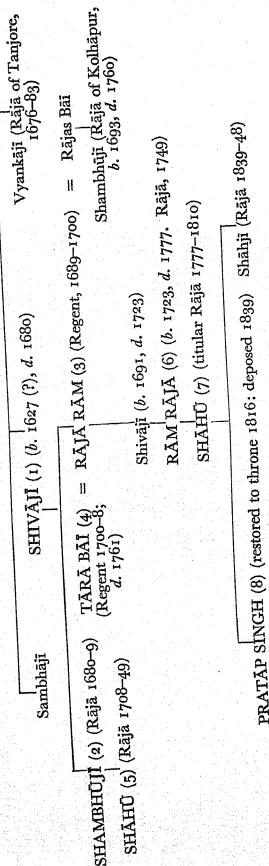 Vyankājī (Rājā of Tanjore,
1676–83)
Sambhājī
SHIVĀJĪ (1) (b. 1627 (?), d. 1680)
SHAMBHŪJĪ (2) (Rājā 1680–9)
TĀRĀ BĀĪ (4) = RĀJĀ RĀM (3) (Regent, 1689–1700) = Rājas Bāī
(Regent 1700–8;
d. 1761)
SHĀHŪ (5) (Rājā 1708–49)
Shivājī (b. 1691, d. 1723)
Shambhūjī (Rājā of Kolhāpur,
b. 1693, d. 1760)
RĀM RĀJĀ (6) (b. 1723, d. 1777. Rājā, 1749)
SHĀHŪ (7) (titular Rājā 1777–1810)
PRATĀP SINGH (8) (restored to throne 1816; deposed 1839)
Shāhjī (Rājā 1839–48)